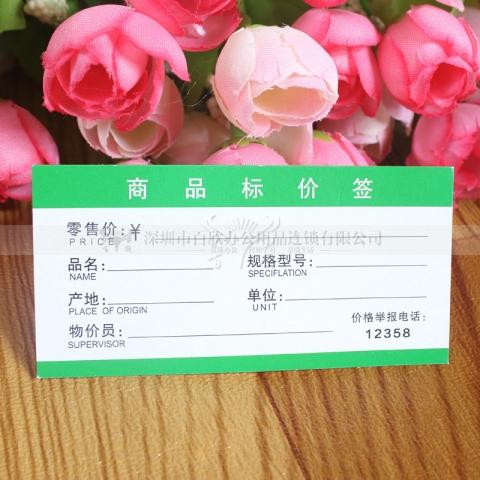 商品标价签
零售价:¥
PRICE
深圳市百欣办公用品连锁有限公司
品名:
NAME
规格型号:
SPECIFLATION
产地:
PLACE OF ORIGIN
单位:
UNIT
物价员:
SUPERVISOR
价格举报电话:
12358